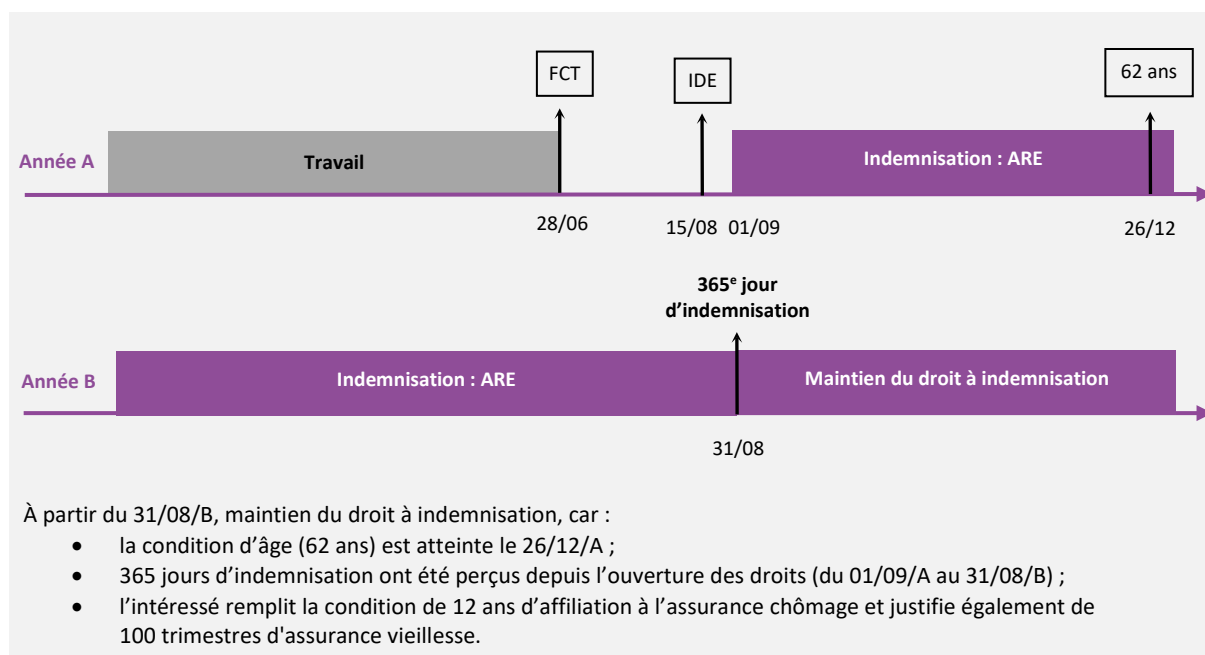 FCT
IDE
62 ans
Année A
Travail
Indemnisation : ARE
28/06
15/08
01/09
26/12
365e jour
d’indemnisation
Année B
Indemnisation : ARE
Maintien du droit à indemnisation
31/08
À partir du 31/08/B, maintien du droit à indemnisation, car :
• la condition d’âge (62 ans) est atteinte le 26/12/A ;
• 365 jours d’indemnisation ont été perçus depuis l’ouverture des droits (du 01/09/A au 31/08/B) ;
• l’intéressé remplit la condition de 12 ans d’affiliation à l’assurance chômage et justifie également de
100 trimestres d'assurance vieillesse.